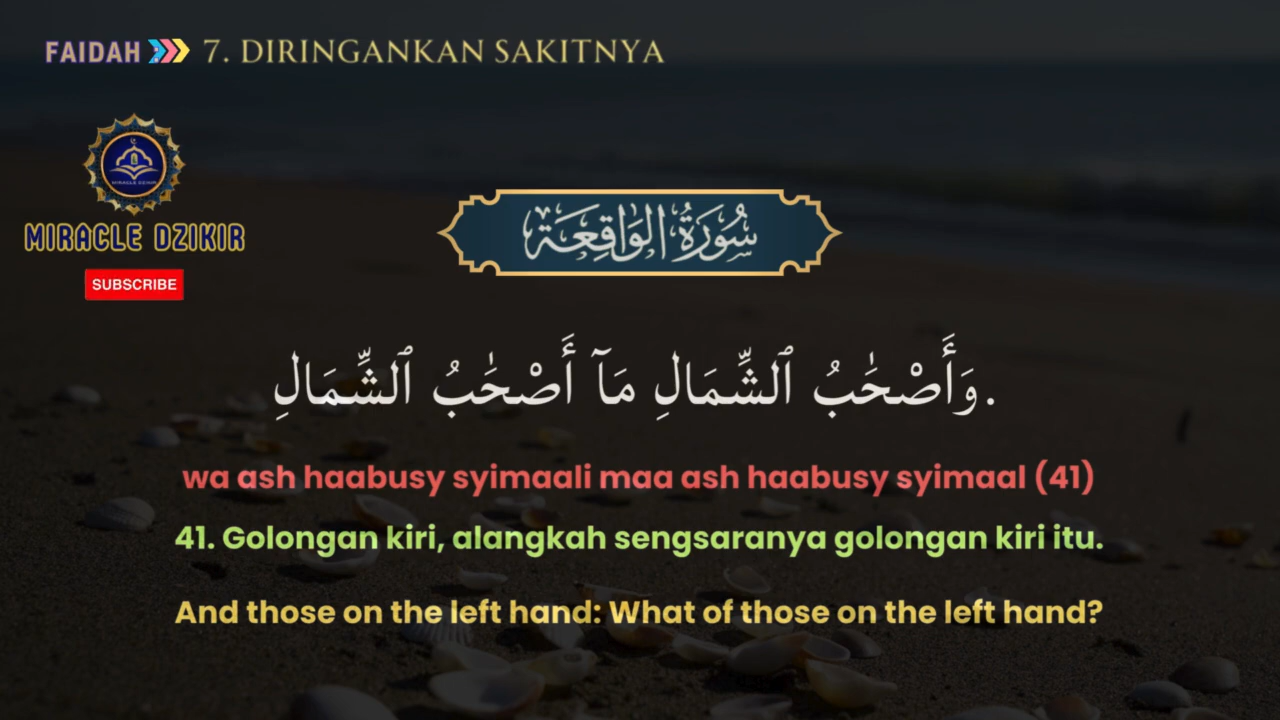 FAIDAH 7. DIRINGANKAN SAKITNYA
MIRACLE DZIKIR
MIRACLE DZIKIR
SUBSCRIBE
سُورَةُ الوَاقِعَة
وَأَصْحَٰبُ ٱلشِّمَالِ مَآ أَصْحَٰبُ ٱلشِّمَالِ.
wa ash haabusy syimaali maa ash haabusy syimaal (41)
41. Golongan kiri, alangkah sengsaranya golongan kiri itu.
And those on the left hand: What of those on the left hand?